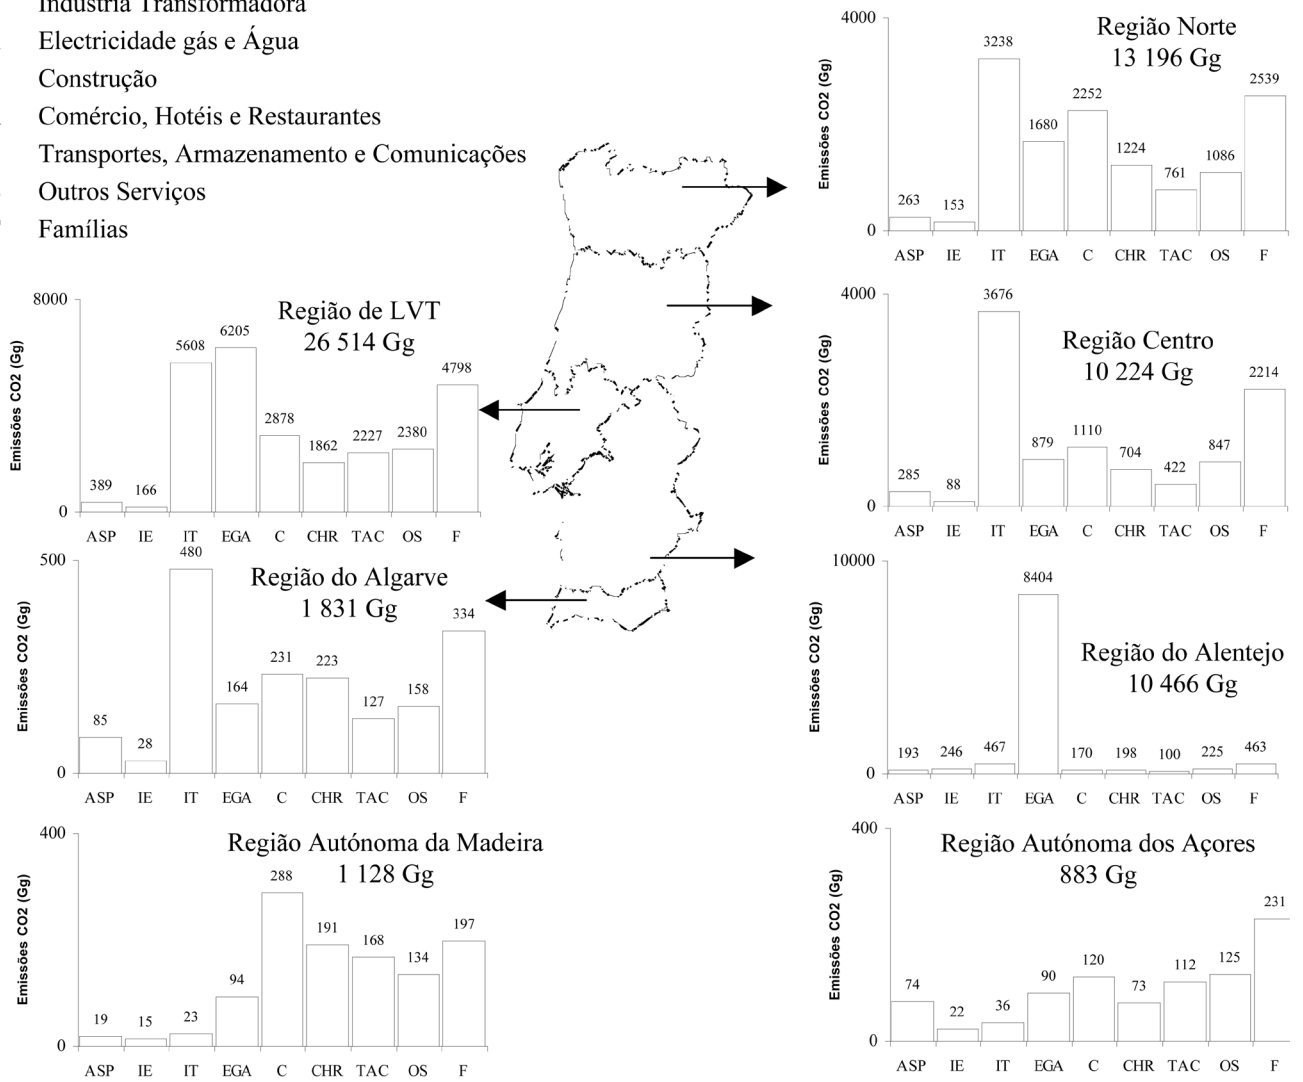 Indústria Transformadora
Electricidade gás e Água
Construção
Comércio, Hotéis e Restaurantes
Transportes, Armazenamento e Comunicações
Outros Serviços
Famílias
Região Norte
13 196 Gg
Emissões CO2 (Gg)
4000
0
263 153 3238 1680 2252 1224 761 1086 2539
ASP IE IT EGA C CHR TAC OS F
Região de LVT
26 514 Gg
Emissões CO2 (Gg)
8000
0
389 166 5608 6205 2878 1862 2227 2380 4798
ASP IE IT EGA C CHR TAC OS F
Região Centro
10 224 Gg
Emissões CO2 (Gg)
4000
0
285 88 3676 879 1110 704 422 847 2214
ASP IE IT EGA C CHR TAC OS F
Região do Algarve
1 831 Gg
Emissões CO2 (Gg)
500
0
85 28 480 164 231 223 127 158 334
ASP IE IT EGA C CHR TAC OS F
Região do Alentejo
10 466 Gg
Emissões CO2 (Gg)
10000
0
193 246 467 8404 170 198 100 225 463
ASP IE IT EGA C CHR TAC OS F
Região Autónoma da Madeira
1 128 Gg
Emissões CO2 (Gg)
400
0
19 15 23 94 288 191 168 134 197
ASP IE IT EGA C CHR TAC OS F
Região Autónoma dos Açores
883 Gg
Emissões CO2 (Gg)
400
0
74 22 36 90 120 73 112 125 231
ASP IE IT EGA C CHR TAC OS F